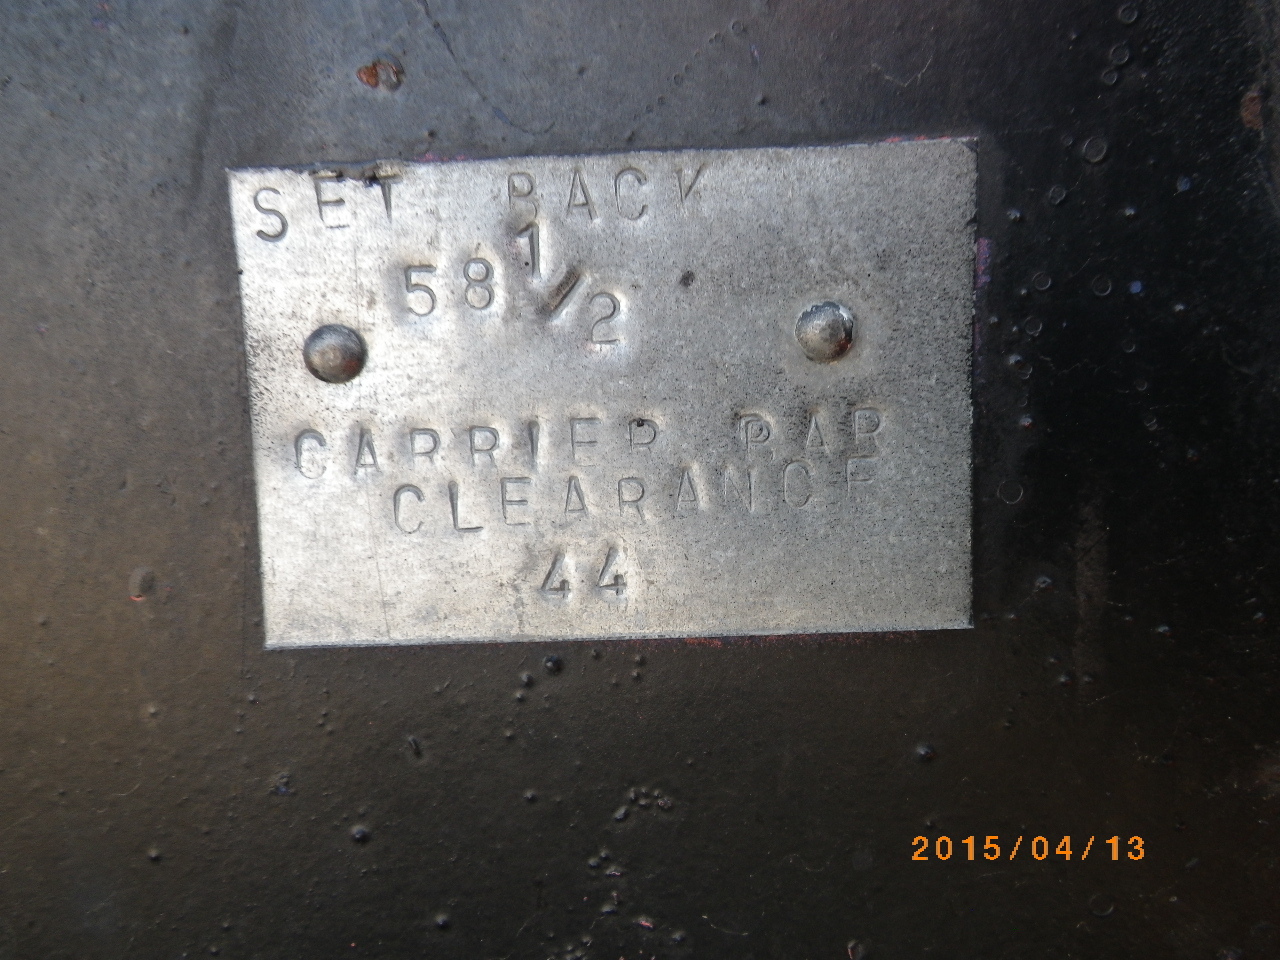 SET BACK
58 1/2
CARRIER BAR
CLEARANCE
44
2015/04/13